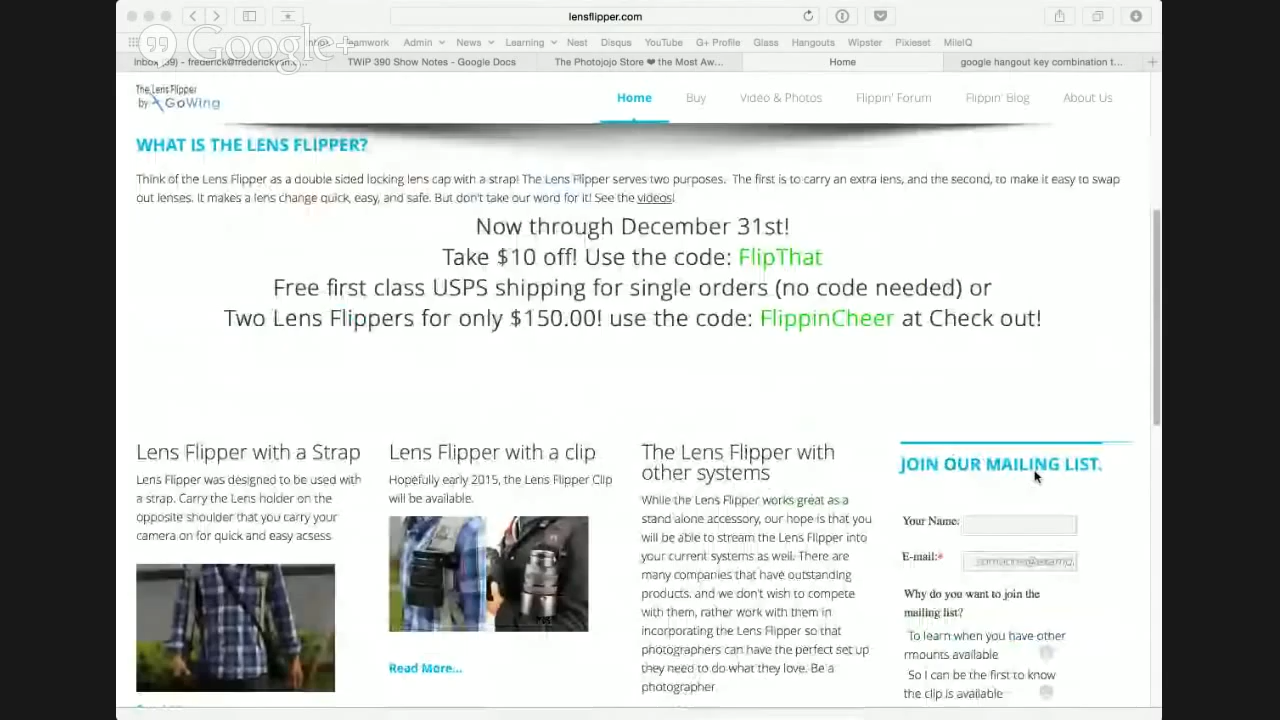 lensflipper.com
Google+
Teamwork Admin News Learning Nest Disqus YouTube G+ Profile Glass Hangouts Wipster Pixieset MileIQ
TWiP 390 Show Notes - Google Docs
The Photojojo Store ❤ the Most Aw...
Home
google hangout key combination t...
The Lens Flipper
by GoWing
Home Buy Video & Photos Flippin' Forum Flippin' Blog About Us
WHAT IS THE LENS FLIPPER?
Think of the Lens Flipper as a double sided locking lens cap with a strap! The Lens Flipper serves two purposes. The first is to carry an extra lens, and the second, to make it easy to swap
out lenses. It makes a lens change quick, easy, and safe. But don't take our word for it! See the videos!
Now through December 31st!
Take $10 off! Use the code: FlipThat
Free first class USPS shipping for single orders (no code needed) or
Two Lens Flippers for only $150.00! use the code: FlippinCheer at Check out!
Lens Flipper with a Strap
Lens Flipper was designed to be used with
a strap. Carry the Lens holder on the
opposite shoulder that you carry your
camera on for quick and easy acsess.
Lens Flipper with a clip
Hopefully early 2015, the Lens Flipper Clip
will be available.
Read More...
The Lens Flipper with
other systems
While the Lens Flipper works great as a
stand alone accessory, our hope is that you
will be able to stream the Lens Flipper into
your current systems as well. There are
many companies that have outstanding
products, and we don't wish to compete
with them, rather work with them in
incorporating the Lens Flipper so that
photographers can have the perfect set up
they need to do what they love. Be a
photographer
JOIN OUR MAILING LIST.
Your Name:
E-mail:*
Why do you want to join the
mailing list?
To learn when you have other
mounts available
So I can be the first to know
the clip is available